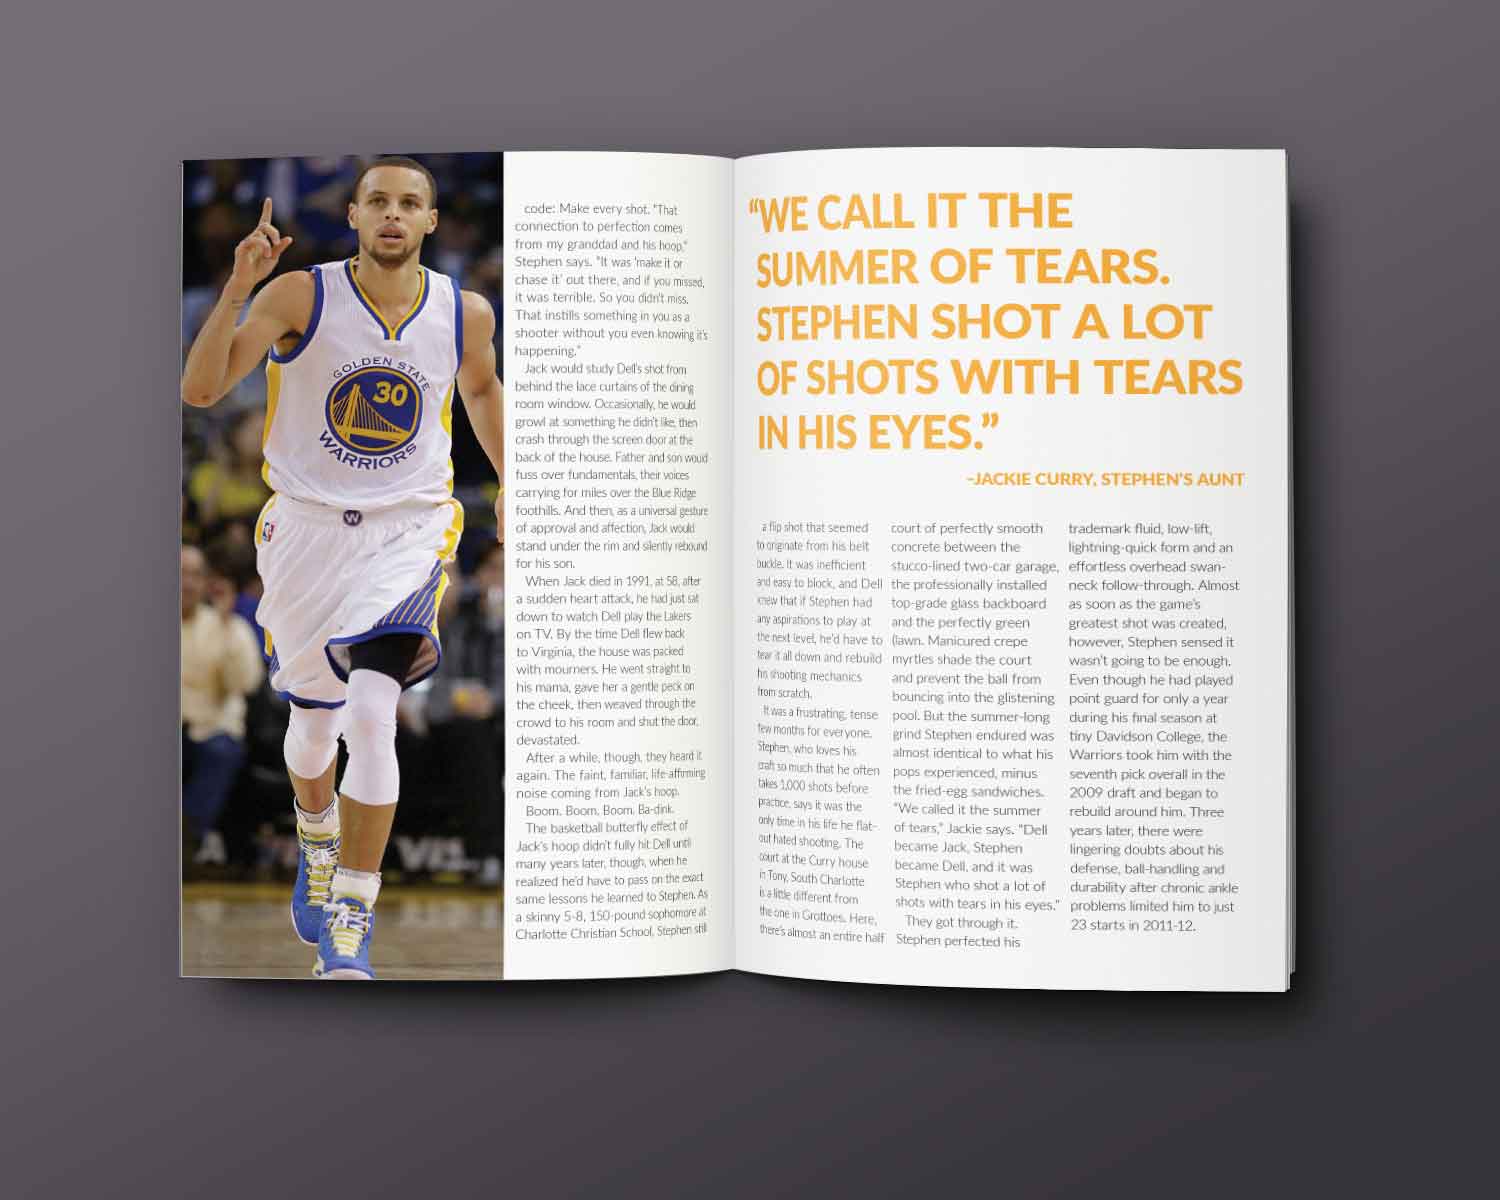 GOLDEN STATE
30
WARRIORS
W
code: Make every shot. "That
connection to perfection comes
from my granddad and his hoop,"
Stephen says. "It was 'make it or
chase it' out there, and if you missed,
it was terrible. So you didn't miss.
That instills something in you as a
shooter without you even knowing it's
happening."
Jack would study Dell's shot from
behind the lace curtains of the dining
room window. Occasionally, he would
growl at something he didn't like, then
crash through the screen door at the
back of the house. Father and son would
fuss over fundamentals, their voices
carrying for miles over the Blue Ridge
foothills. And then, as a universal gesture
of approval and affection, Jack would
stand under the rim and silently rebound
for his son.
When Jack died in 1991, at 58, after
a sudden heart attack, he had just sat
down to watch Dell play the Lakers
on TV. By the time Dell flew back
to Virginia, the house was packed
with mourners. He went straight to
his mama, gave her a gentle peck on
the cheek, then weaved through the
crowd to his room and shut the door,
devastated.
After a while, though, they heard it
again. The faint, familiar, life-affirming
noise coming from Jack's hoop.
Boom. Boom. Boom. Ba-dink.
The basketball butterfly effect of
Jack's hoop didn't fully hit Dell until
many years later, though, when he
realized he'd have to pass on the exact
same lessons he learned to Stephen. As
a skinny 5-8, 150-pound sophomore at
Charlotte Christian School, Stephen still
"WE CALL IT THE
SUMMER OF TEARS.
STEPHEN SHOT A LOT
OF SHOTS WITH TEARS
IN HIS EYES."
–JACKIE CURRY, STEPHEN'S AUNT
a flip shot that seemed
to originate from his belt
buckle. It was inefficient
and easy to block, and Dell
knew that if Stephen had
any aspirations to play at
the next level, he'd have to
tear it all down and rebuild
his shooting mechanics
from scratch.
It was a frustrating, tense
few months for everyone.
Stephen, who loves his
craft so much that he often
takes 1,000 shots before
practice, says it was the
only time in his life he flat-
out hated shooting. The
court at the Curry house
in Tony, South Charlotte
is a little different from
the one in Grottoes. Here,
there's almost an entire half
court of perfectly smooth
concrete between the
stucco-lined two-car garage,
the professionally installed
top-grade glass backboard
and the perfectly green
(lawn. Manicured crepe
myrtles shade the court
and prevent the ball from
bouncing into the glistening
pool. But the summer-long
grind Stephen endured was
almost identical to what his
pops experienced, minus
the fried-egg sandwiches.
"We called it the summer
of tears," Jackie says. "Dell
became Jack, Stephen
became Dell, and it was
Stephen who shot a lot of
shots with tears in his eyes."
They got through it.
Stephen perfected his
trademark fluid, low-lift,
lightning-quick form and an
effortless overhead swan-
neck follow-through. Almost
as soon as the game's
greatest shot was created,
however, Stephen sensed it
wasn't going to be enough.
Even though he had played
point guard for only a year
during his final season at
tiny Davidson College, the
Warriors took him with the
seventh pick overall in the
2009 draft and began to
rebuild around him. Three
years later, there were
lingering doubts about his
defense, ball-handling and
durability after chronic ankle
problems limited him to just
23 starts in 2011-12.